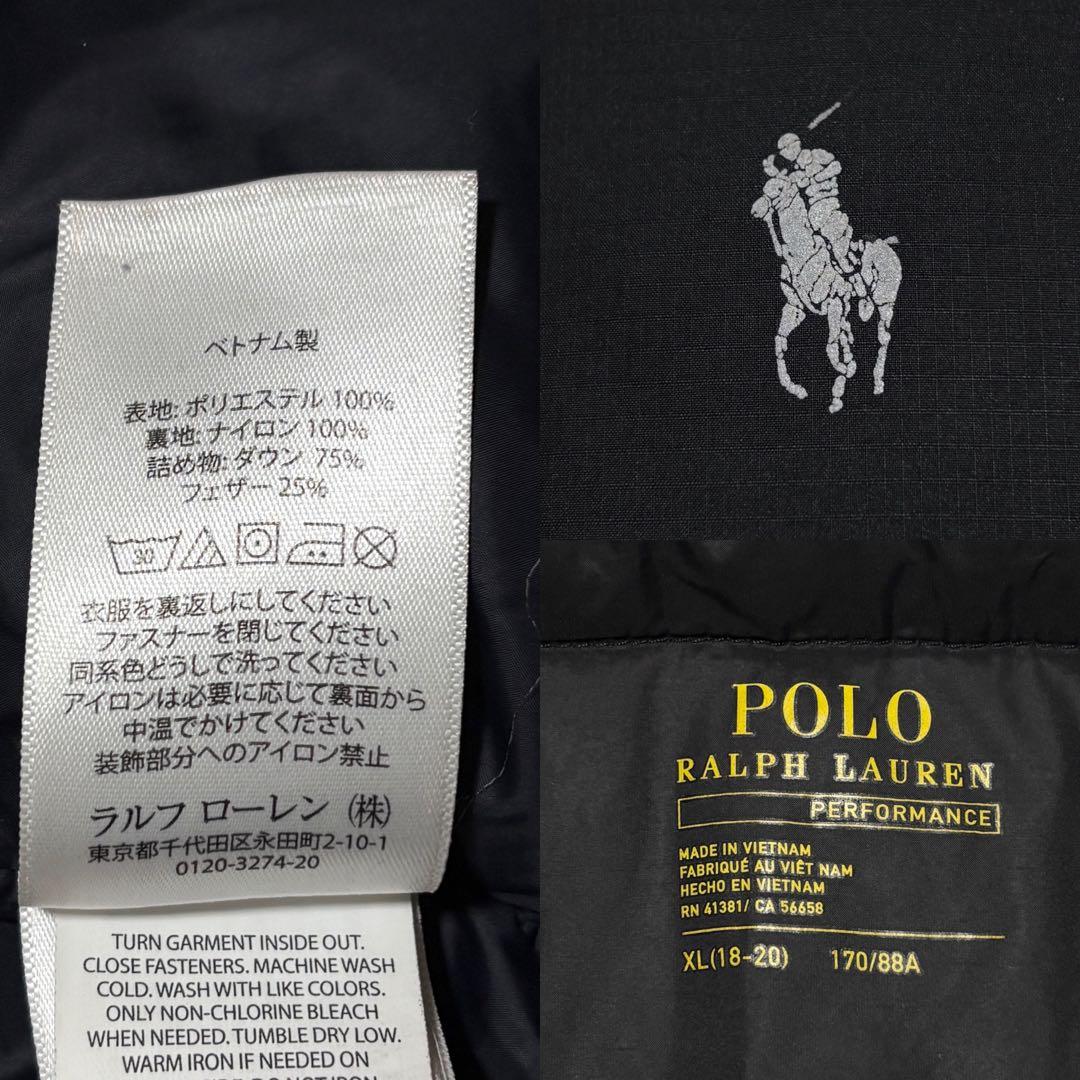 ベトナム製
表地: ポリエステル 100%
裏地: ナイロン 100%
詰め物: ダウン 75%
フェザー 25%
30
衣服を裏返しにしてください
ファスナーを閉じてください
同系色どうしで洗ってください
アイロンは必要に応じて裏面から
中温でかけてください
装飾部分へのアイロン禁止
ラルフ ローレン (株)
東京都千代田区永田町2-10-1
0120-3274-20
TURN GARMENT INSIDE OUT.
CLOSE FASTENERS. MACHINE WASH
COLD. WASH WITH LIKE COLORS.
ONLY NON-CHLORINE BLEACH
WHEN NEEDED. TUMBLE DRY LOW.
WARM IRON IF NEEDED ON
DO NOT IRON
POLO
RALPH LAUREN
PERFORMANCE
MADE IN VIETNAM
FABRIQUÉ AU VIÊT NAM
HECHO EN VIETNAM
RN 41381/ CA 56658
XL(18-20) 170/88A